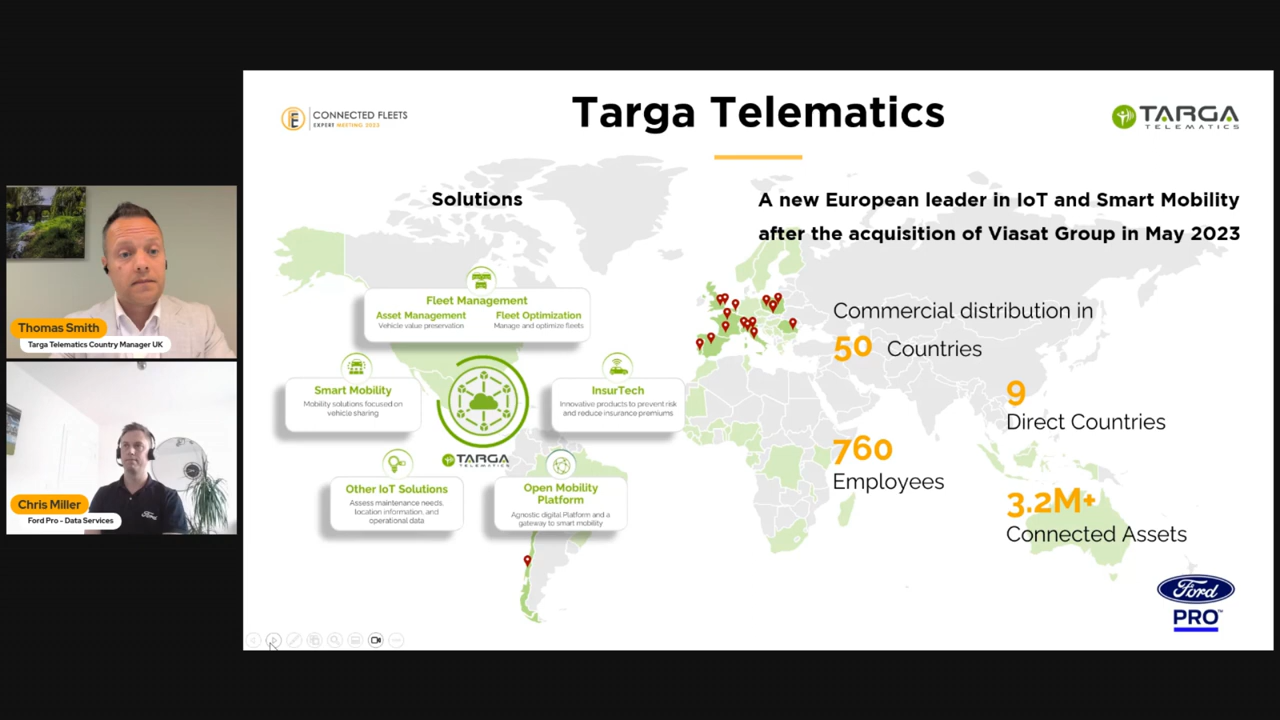 CONNECTED FLEETS
EXPERT MEETING 2023
Targa Telematics
TARGA
TELEMATICS
Solutions
A new European leader in IoT and Smart Mobility
after the acquisition of Viasat Group in May 2023
Fleet Management
Asset Management
Vehicle value preservation
Fleet Optimization
Manage and optimize fleets
Smart Mobility
Mobility solutions focused on
vehicle sharing
InsurTech
Innovative products to prevent risk
and reduce insurance premiums
TARGA
TELEMATICS
Other IoT Solutions
Assess maintenance needs,
location information, and
operational data
Open Mobility
Platform
Agnostic digital Platform and a
gateway to smart mobility
Commercial distribution in
50 Countries
9
Direct Countries
760
Employees
3.2M+
Connected Assets
Ford
PRO™
Thomas Smith
Targa Telematics Country Manager UK
Chris Miller
Ford Pro - Data Services
Ford